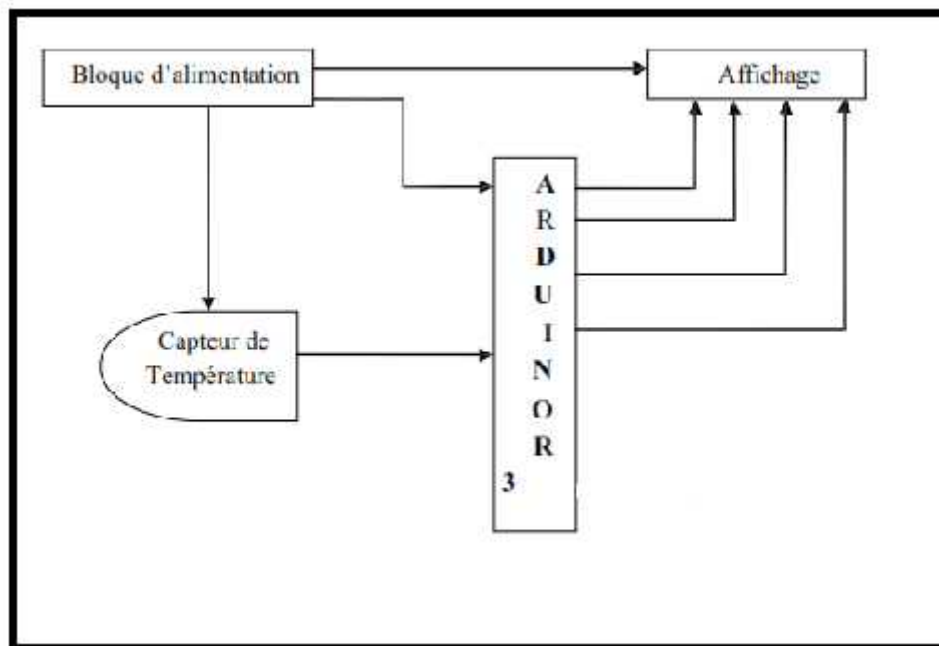 Bloque d'alimentation
Affichage
A
R
D
U
I
N
O
R
3
Capteur de
Température